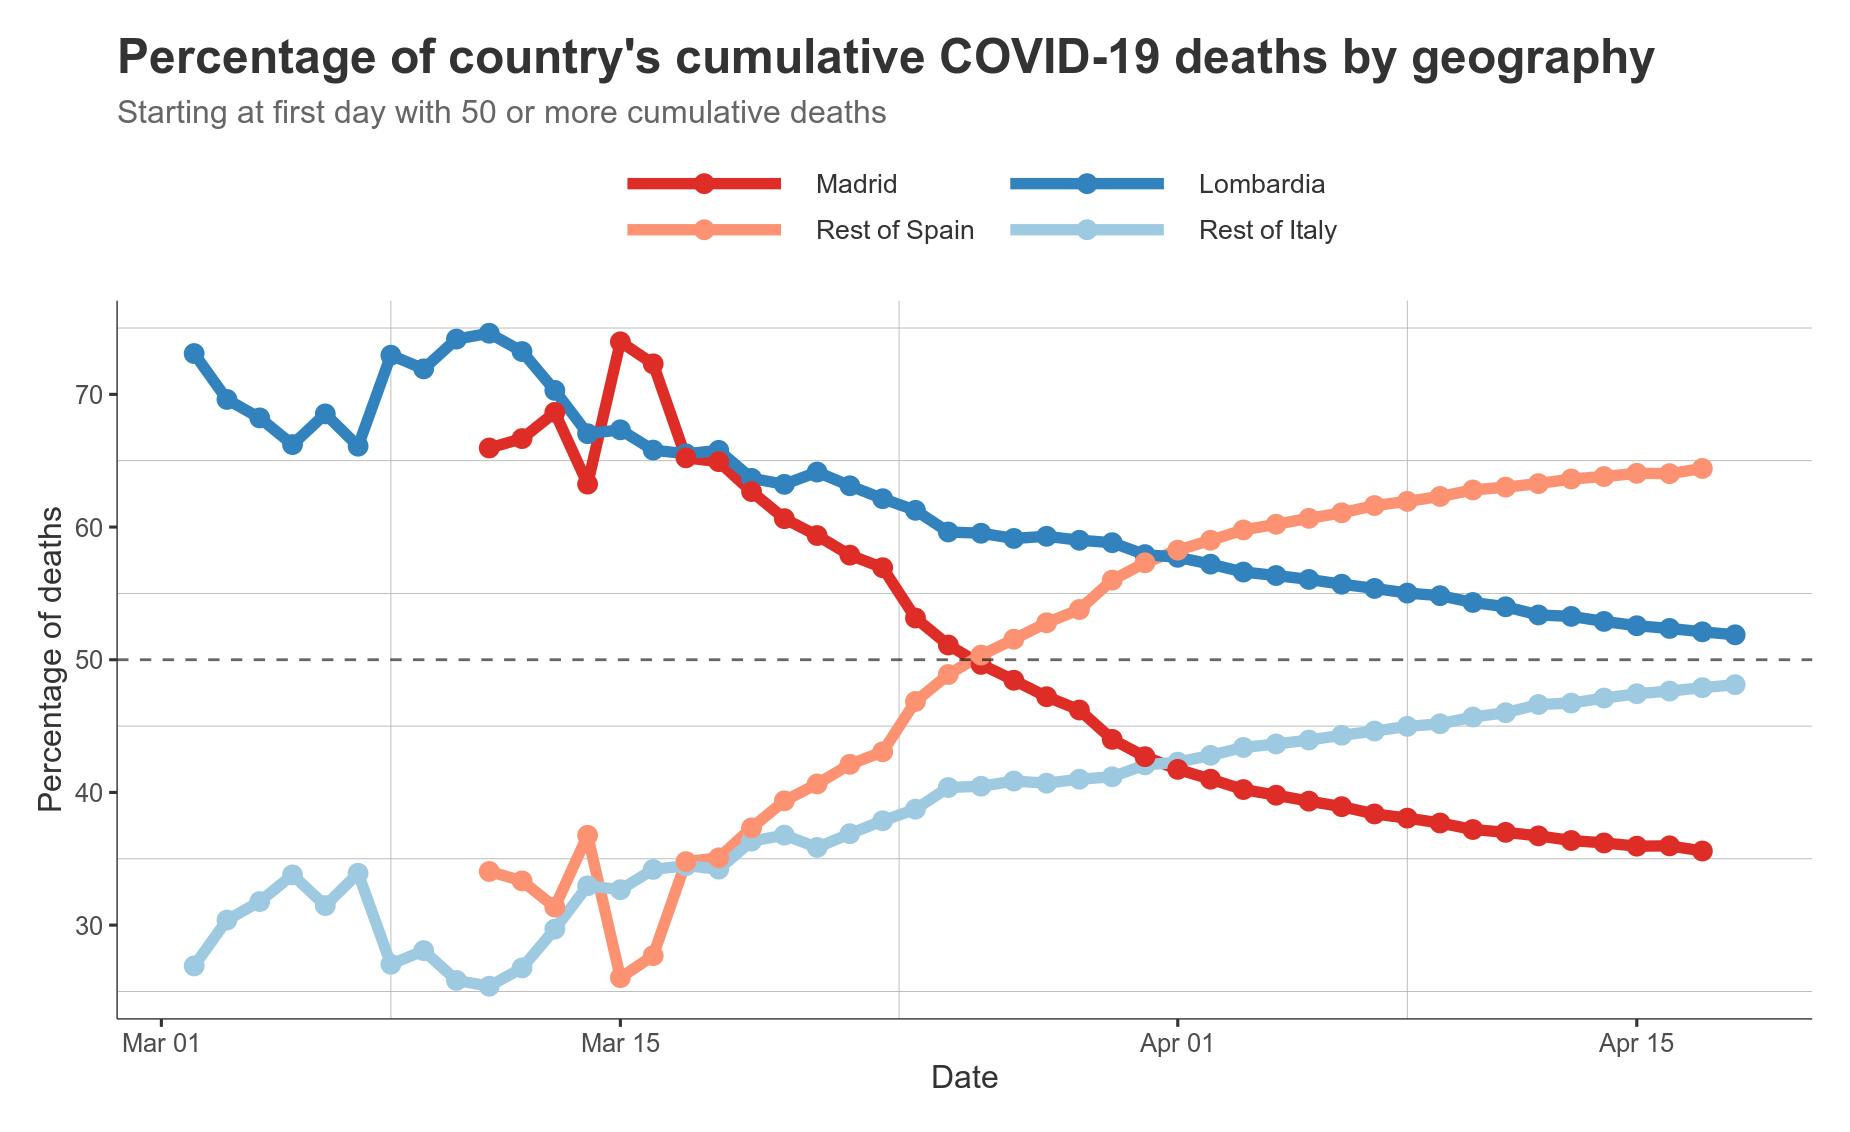 Percentage of country's cumulative COVID-19 deaths by geography
Starting at first day with 50 or more cumulative deaths
Madrid
Lombardia
Rest of Spain
Rest of Italy
Percentage of deaths
70
60
50
40
30
Mar 01
Mar 15
Apr 01
Apr 15
Date